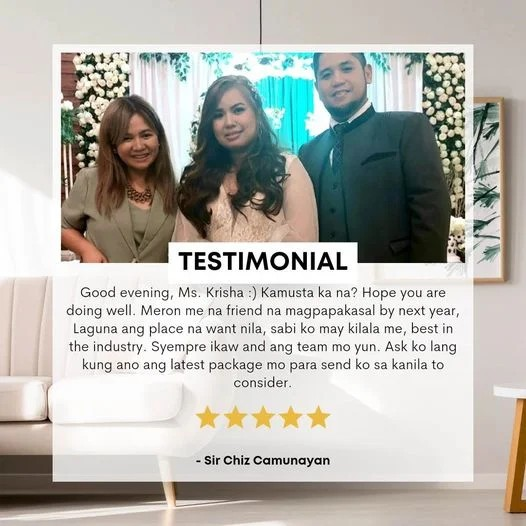 TESTIMONIAL
Good evening, Ms. Krisha :) Kamusta ka na? Hope you are
doing well. Meron me na friend na magpapakasal by next year,
Laguna ang place na want nila, sabi ko may kilala me, best in
the industry. Syempre ikaw and ang team mo yun. Ask ko lang
kung ano ang latest package mo para send ko sa kanila to
consider.
- Sir Chiz Camunayan